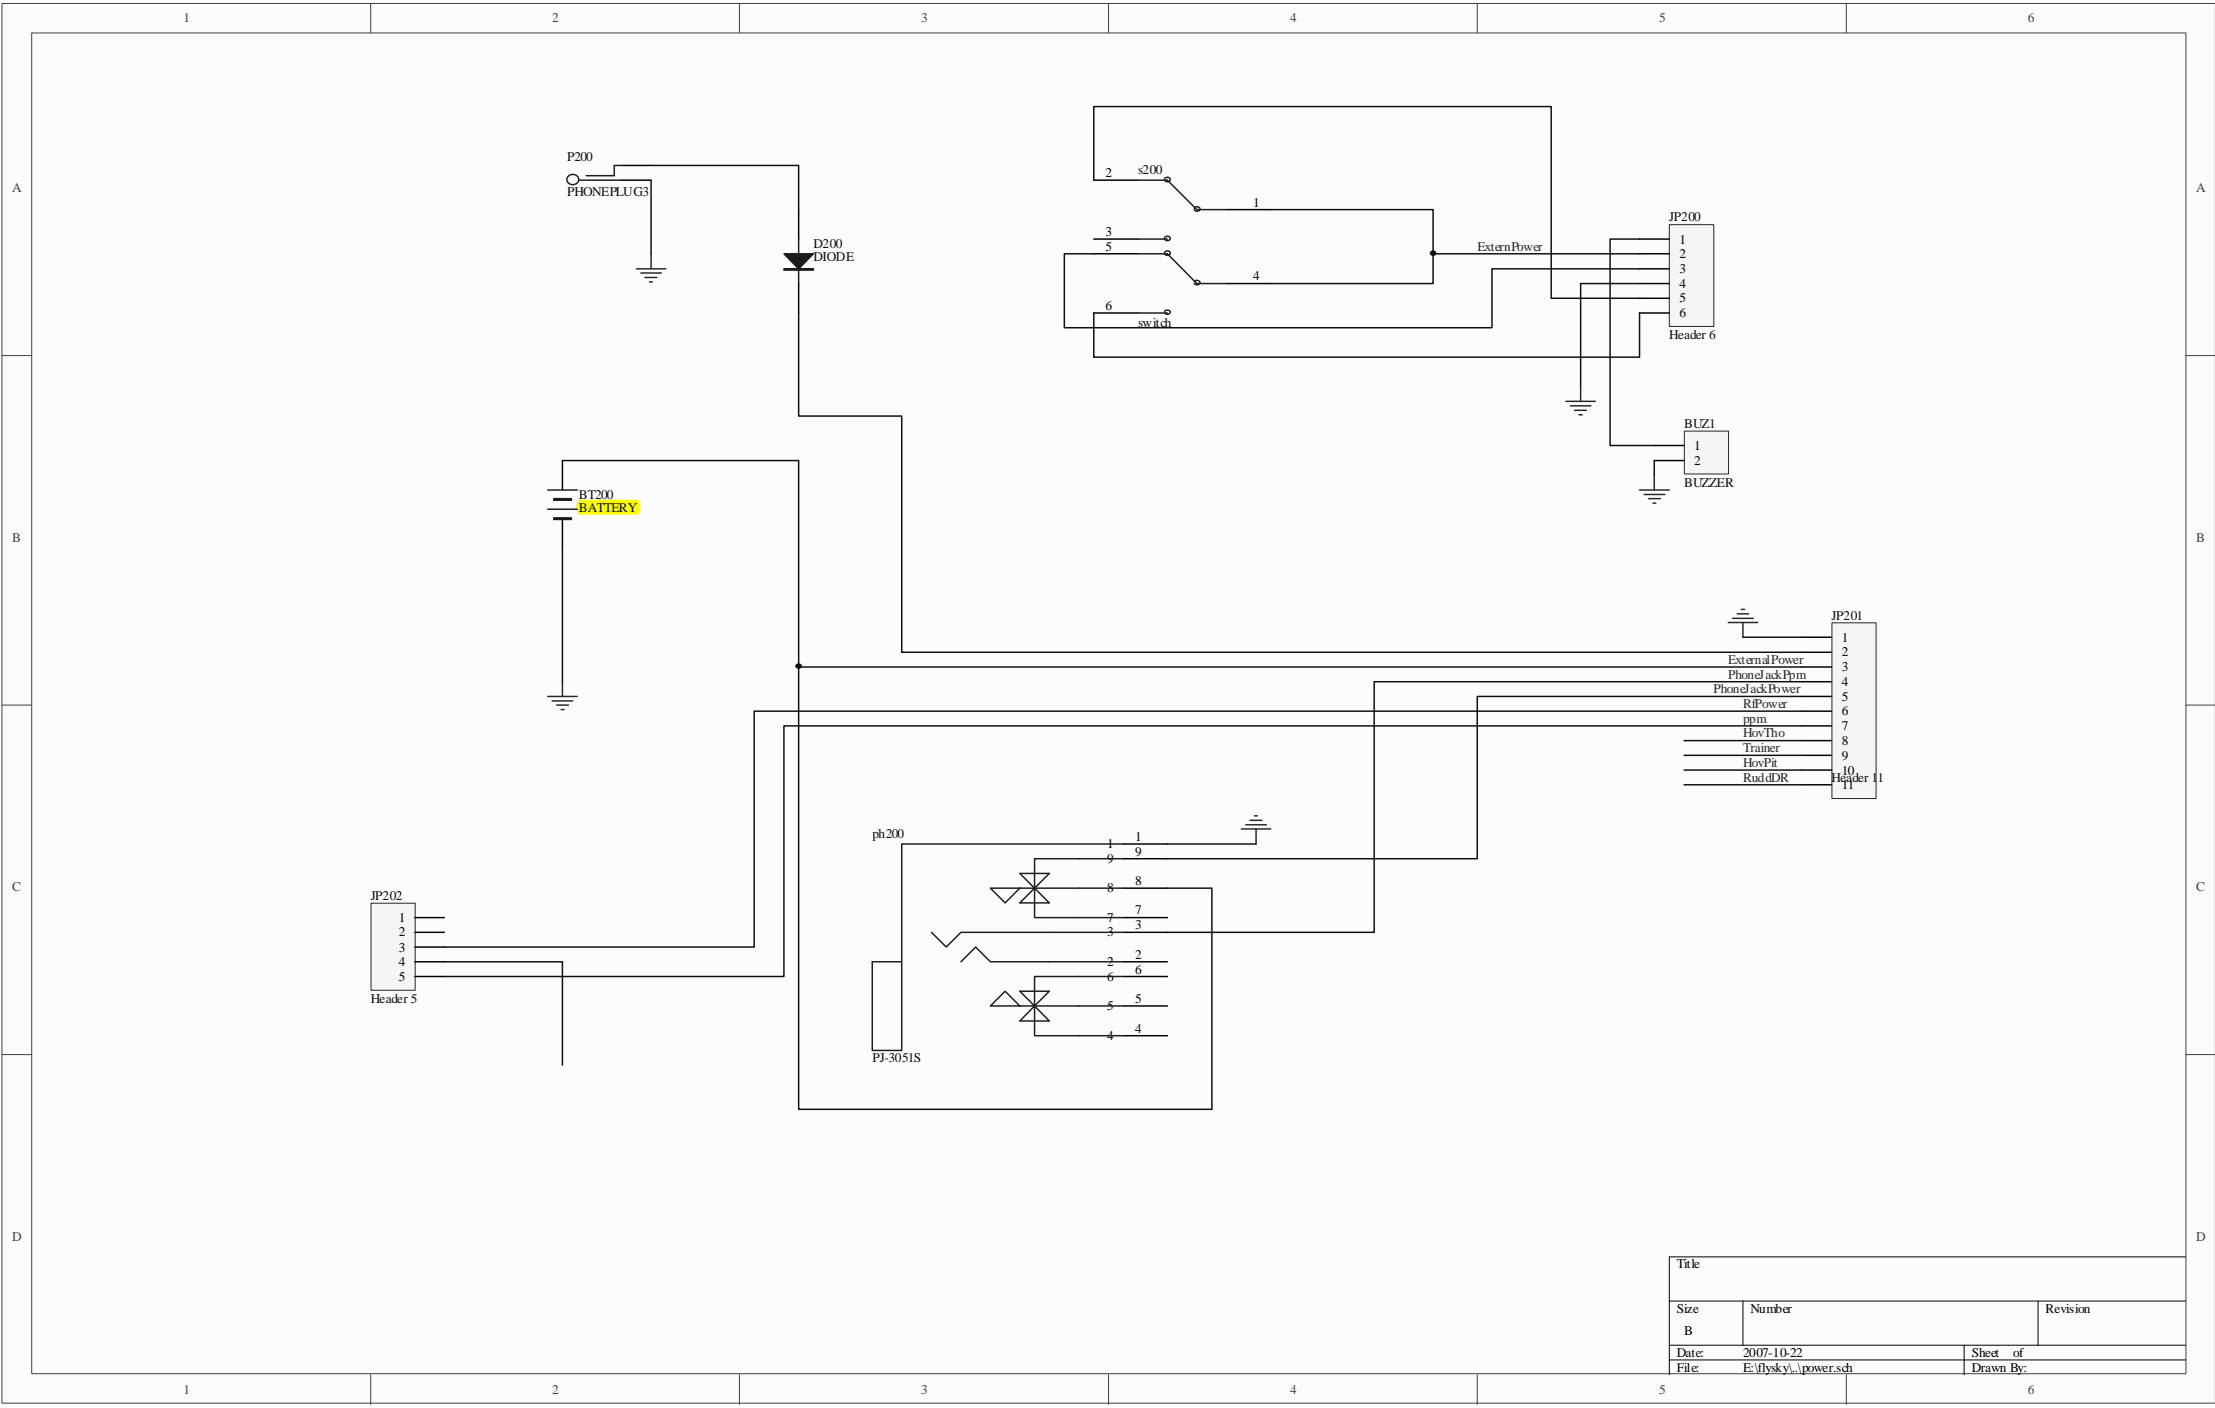 1 2 3 4 5 6
A A
P200
PHONEPLUG3
D200
DIODE
2 s200
1
3
5
4
6
switch
ExternPower
JP200
1
2
3
4
5
6
Header 6
BUZ1
1
2
BUZZER
BT200
BATTERY
B B
JP201
1
2
ExternalPower 3
PhoneJackPpm 4
PhoneJackPower 5
RfPower 6
ppm 7
HovTho 8
Trainer 9
HovPit 10
RuddDR 11
Header 11
ph200
1 1
9 9
8 8
7 7
3 3
2 2
6 6
5 5
4 4
PJ-3051S
C C
JP202
1
2
3
4
5
Header 5
D D
Title
Size Number Revision
B
Date: 2007-10-22 Sheet of
File: E:\flysky\..\power.sch Drawn By:
1 2 3 4 5 6